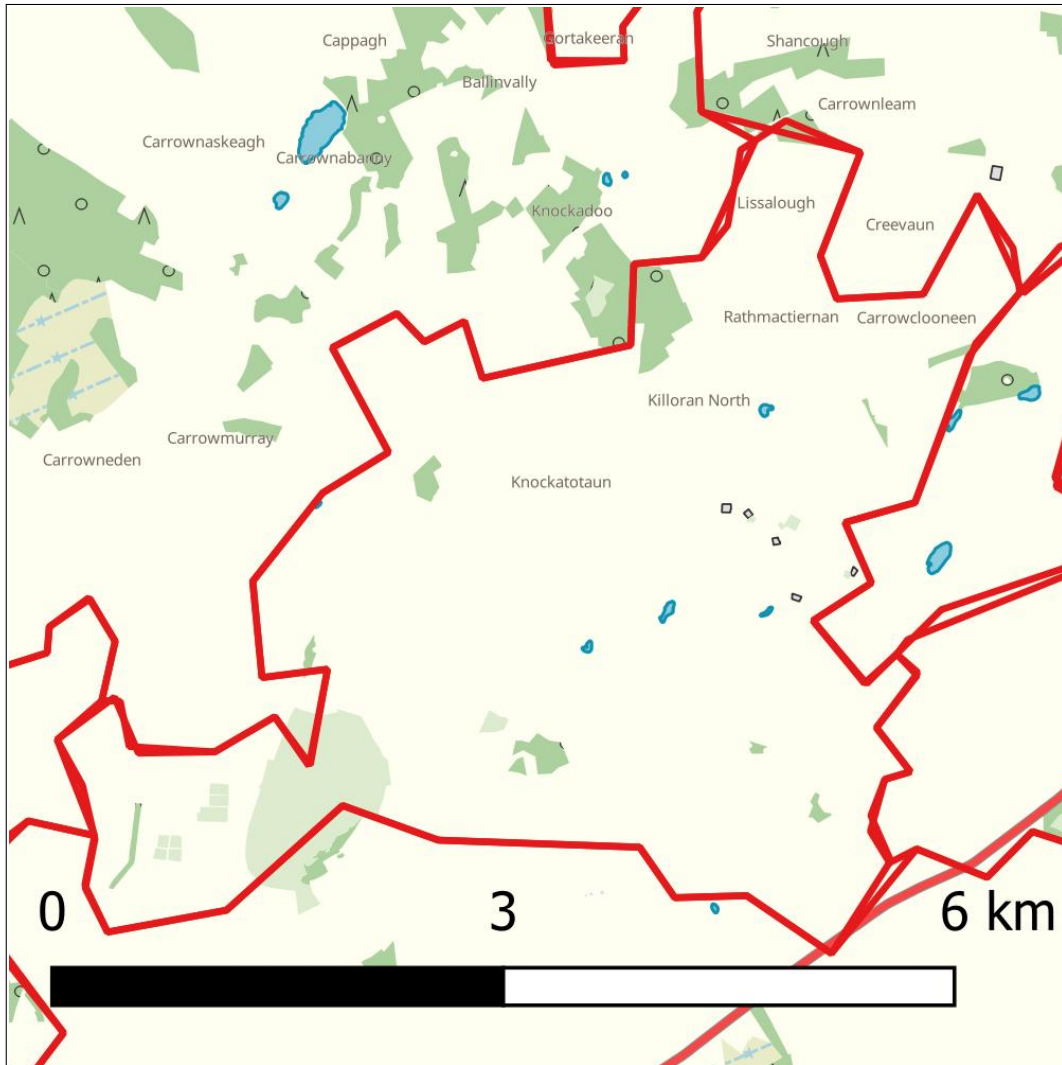 Cappagh
Gortakeeran
Shancough
Ballinvally
Carrownleam
Carrownaskeagh
Carrownabanny
Lissalough
Knockadoo
Creevaun
Rathmactiernan
Carrowclooneen
Killoran North
Carrowmurray
Carroweden
Knockatotaun
0
3
6 km